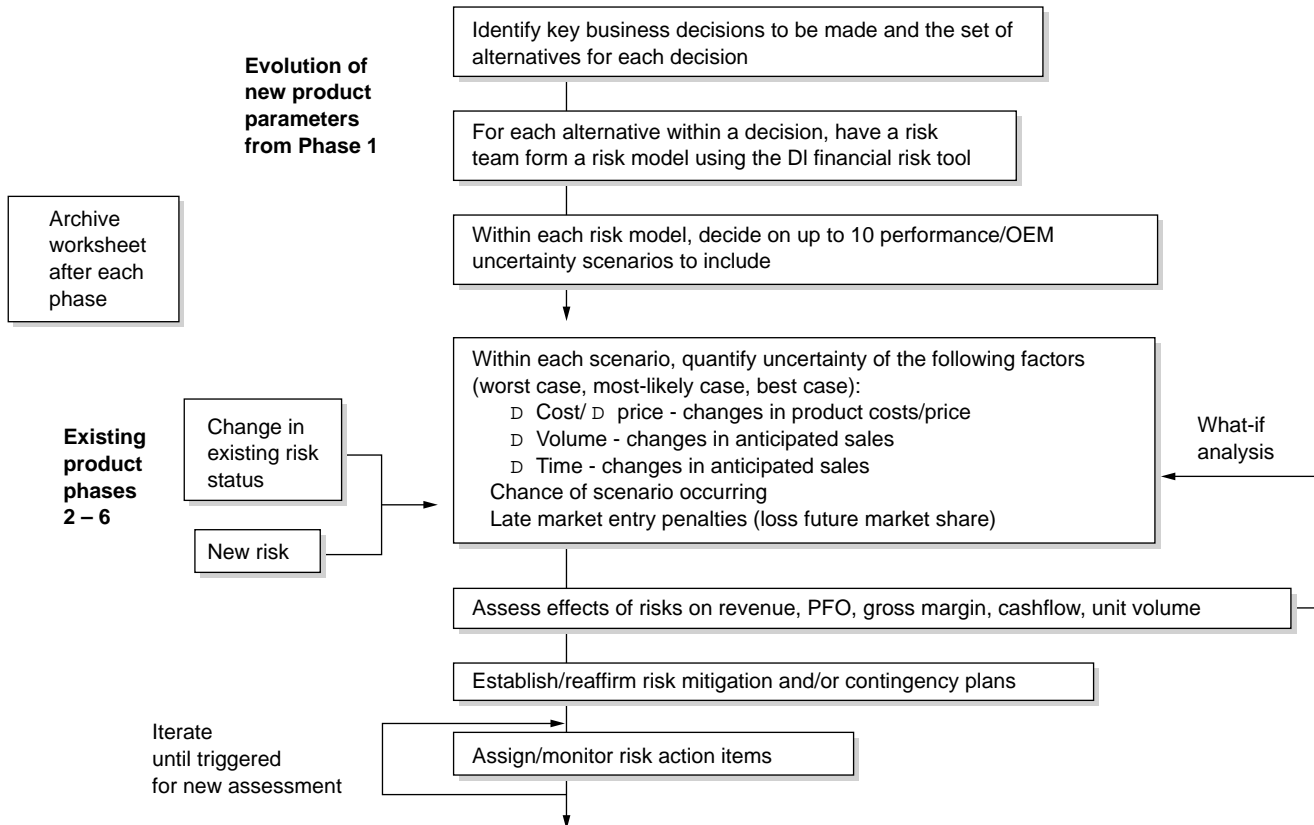 Identify key business decisions to be made and the set of
alternatives for each decision
Evolution of
new product
parameters
from Phase 1
For each alternative within a decision, have a risk
team form a risk model using the DI financial risk tool
Archive
worksheet
after each
phase
Within each risk model, decide on up to 10 performance/OEM
uncertainty scenarios to include
Within each scenario, quantify uncertainty of the following factors
(worst case, most-likely case, best case):
D Cost/ D price - changes in product costs/price
D Volume - changes in anticipated sales
D Time - changes in anticipated sales
Chance of scenario occurring
Late market entry penalties (loss future market share)
Existing
product
phases
2 – 6
Change in
existing risk
status
New risk
What-if
analysis
Assess effects of risks on revenue, PFO, gross margin, cashflow, unit volume
Establish/reaffirm risk mitigation and/or contingency plans
Iterate
until triggered
for new assessment
Assign/monitor risk action items